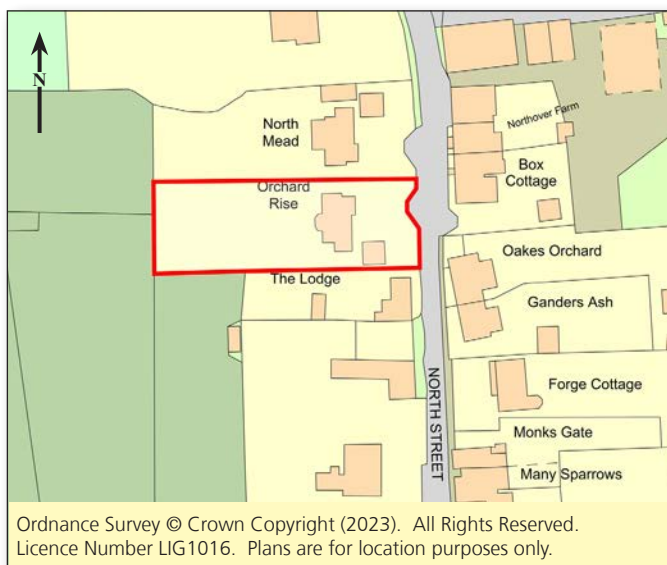 N
North
Mead
Northover Farm
Box
Cottage
Orchard
Rise
Oakes Orchard
The Lodge
Ganders Ash
NORTH STREET
Forge Cottage
Monks Gate
Many Sparrows
Ordnance Survey © Crown Copyright (2023). All Rights Reserved.
Licence Number LIG1016. Plans are for location purposes only.